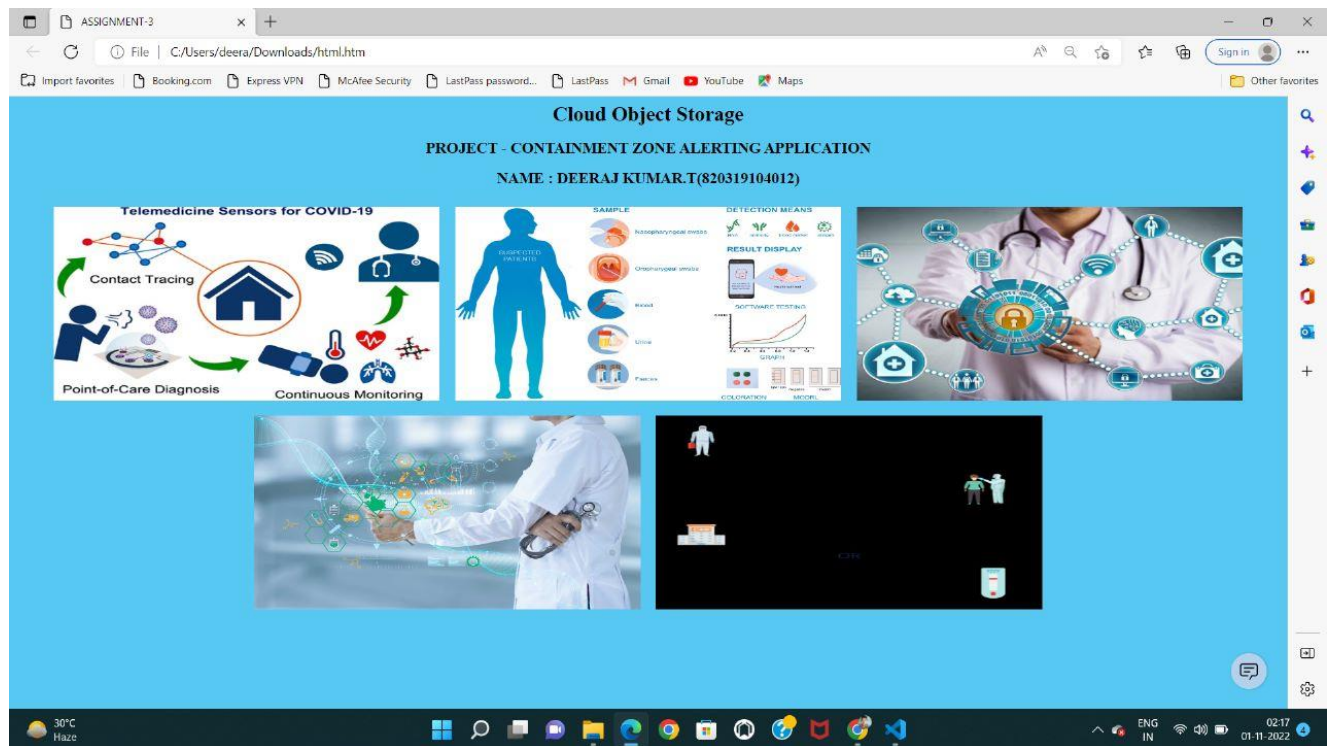 ASSIGNMENT-3
File | C:/Users/deera/Downloads/html.htm
Sign in
Import favorites Booking.com Express VPN McAfee Security LastPass password... LastPass Gmail YouTube Maps Other favorites
Cloud Object Storage
PROJECT - CONTAINMENT ZONE ALERTING APPLICATION
NAME : DEERAJ KUMAR.T(820319104012)
Telemedicine Sensors for COVID-19
Contact Tracing
Point-of-Care Diagnosis
Continuous Monitoring
SUSPECTED
PATIENTS
SAMPLE
Nasopharyngeal swabs
Oropharyngeal swabs
Blood
Urine
Faeces
DETECTION MEANS
RESULT DISPLAY
SOFTWARE TESTING
GRAPH
COLORATION MODEL
30°C
Haze
ENG
IN
02:17
01-11-2022
4